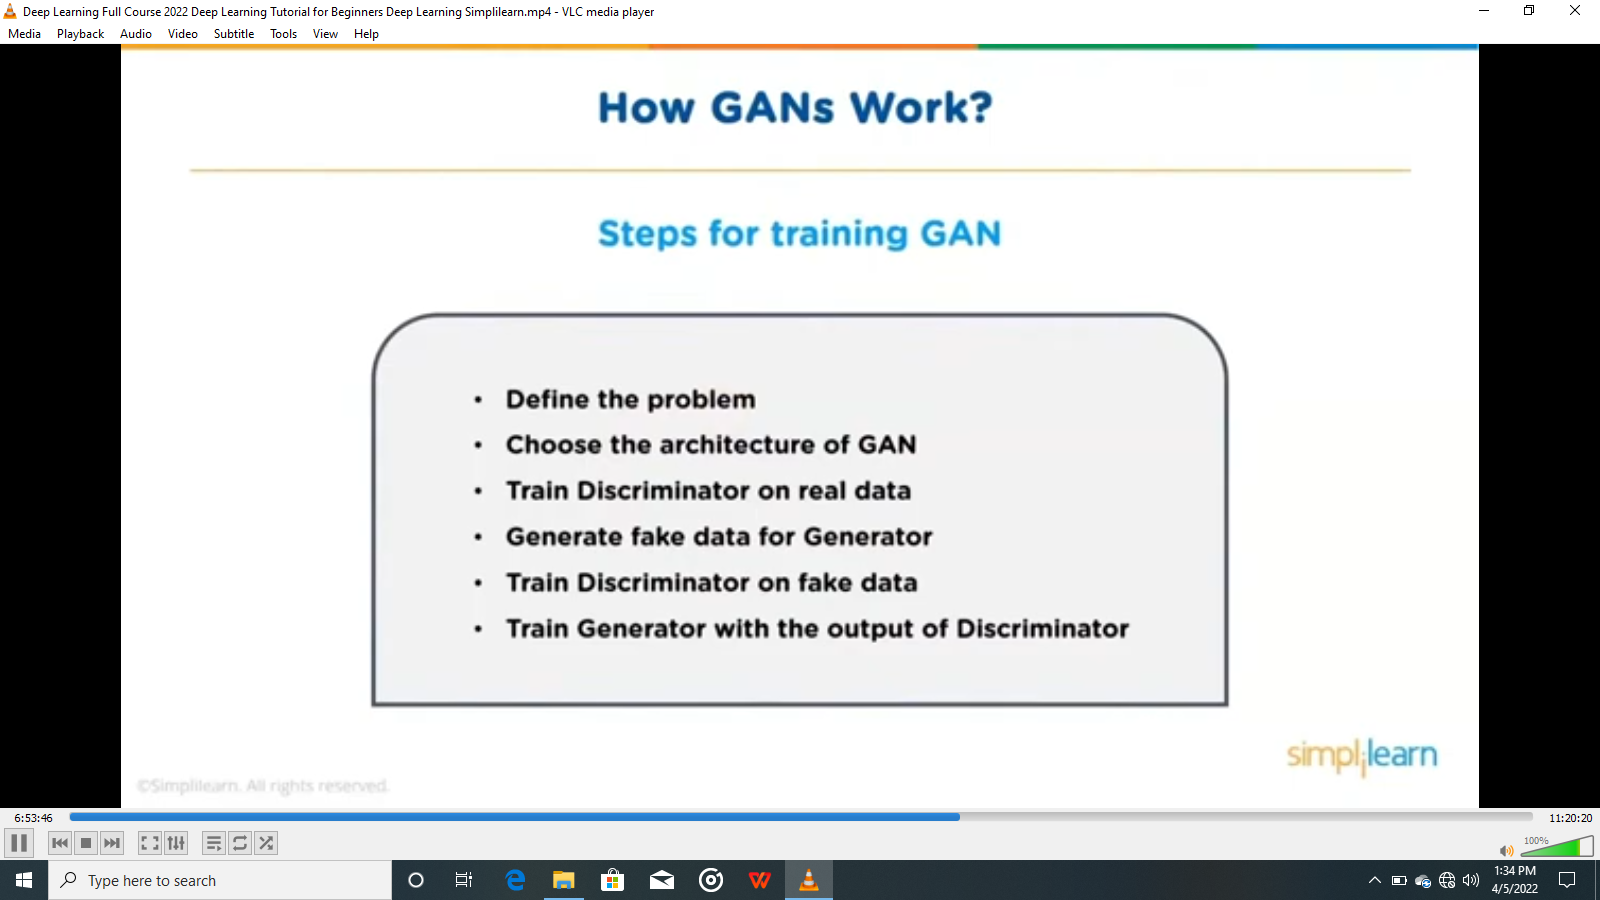 Deep Learning Full Course 2022 Deep Learning Tutorial for Beginners Deep Learning Simplilearn.mp4 - VLC media player
Media Playback Audio Video Subtitle Tools View Help
How GANs Work?
Steps for training GAN
• Define the problem
• Choose the architecture of GAN
• Train Discriminator on real data
• Generate fake data for Generator
• Train Discriminator on fake data
• Train Generator with the output of Discriminator
simplilearn
©Simplilearn. All rights reserved.
6:53:46 11:20:20
100%
Type here to search
1:34 PM
4/5/2022